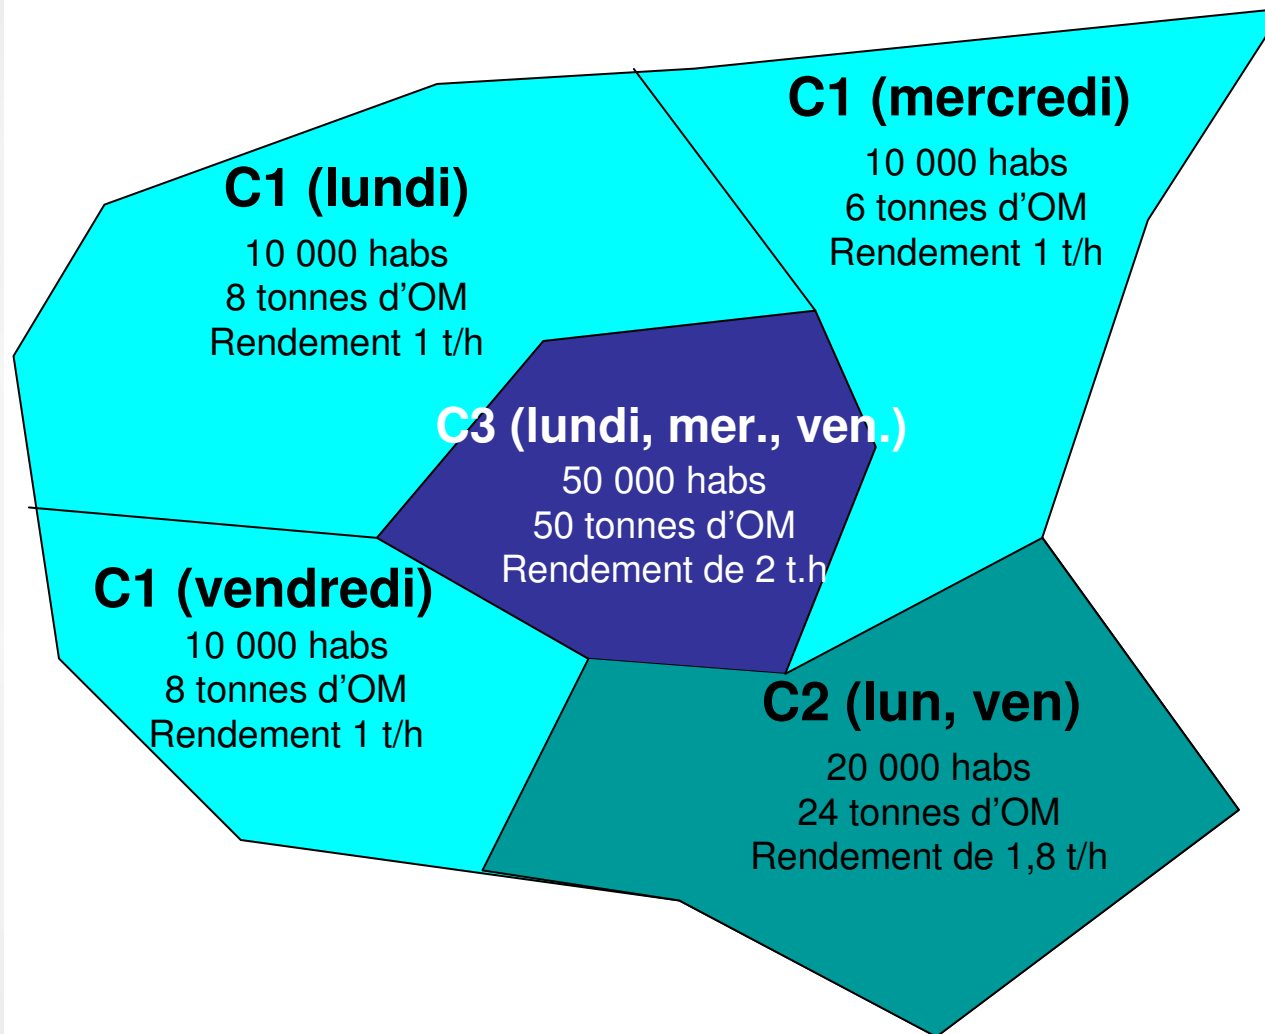 C1 (mercredi)
10 000 habs
6 tonnes d’OM
Rendement 1 t/h
C1 (lundi)
10 000 habs
8 tonnes d’OM
Rendement 1 t/h
C3 (lundi, mer., ven.)
50 000 habs
50 tonnes d’OM
Rendement de 2 t.h
C1 (vendredi)
10 000 habs
8 tonnes d’OM
Rendement 1 t/h
C2 (lun, ven)
20 000 habs
24 tonnes d’OM
Rendement de 1,8 t/h